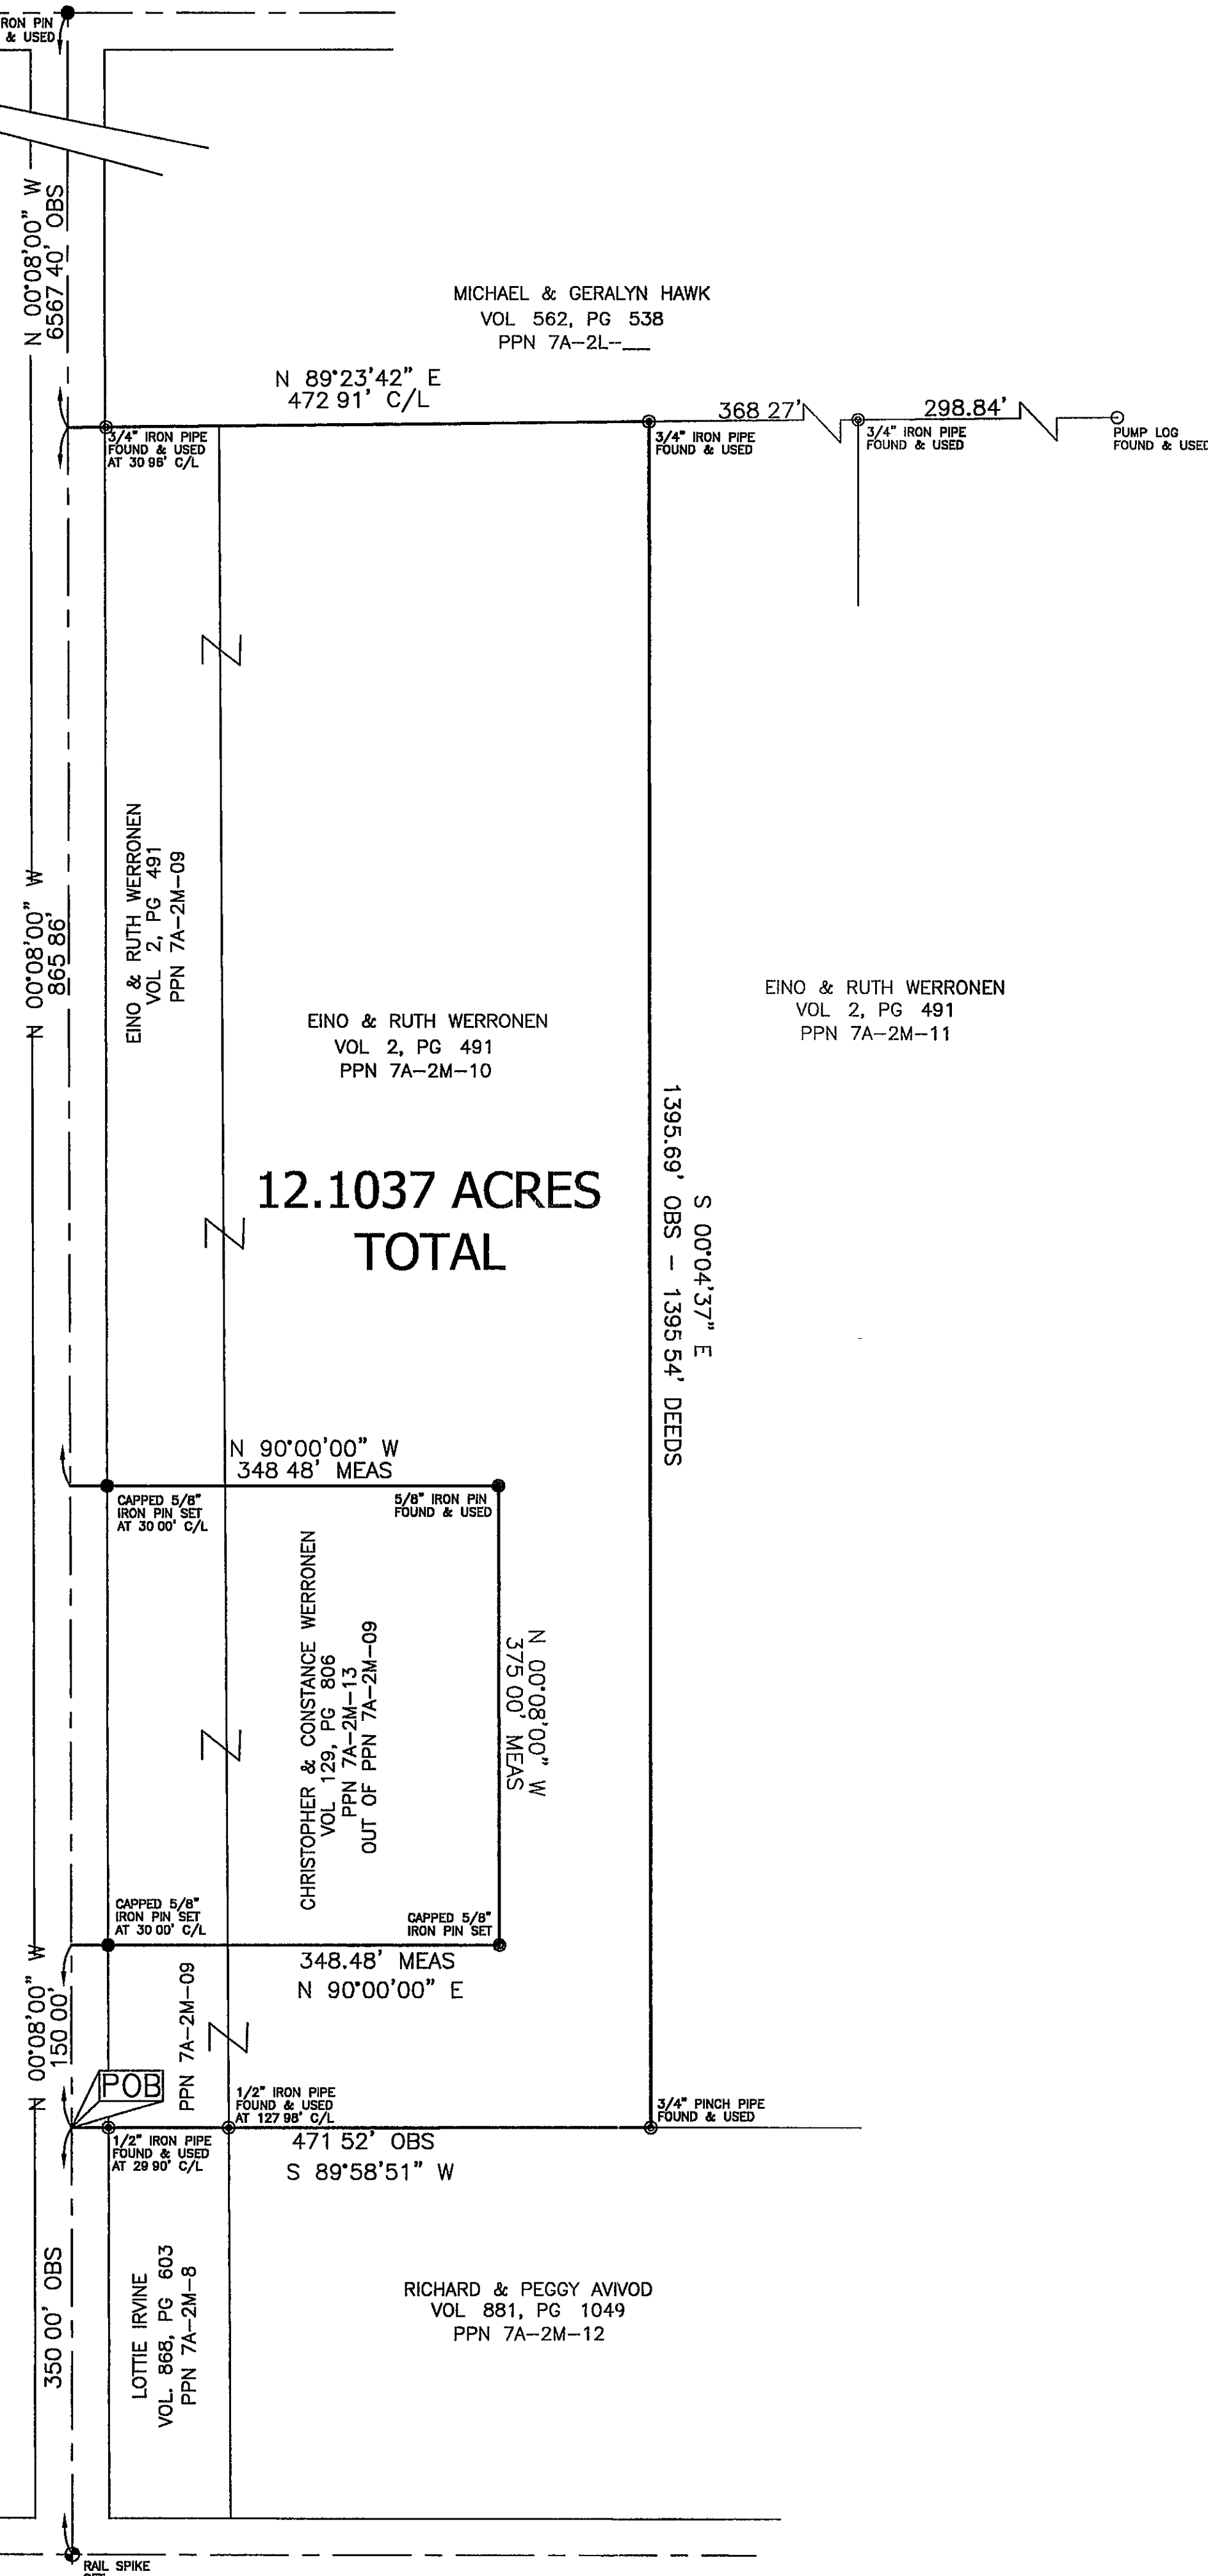 IRON PIN
& USED
N 00°08'00" W
6567 40' OBS
MICHAEL & GERALYN HAWK
VOL 562, PG 538
PPN 7A-2L-__
N 89°23'42" E
472 91' C/L
368 27'
298.84'
3/4" IRON PIPE
FOUND & USED
AT 30 96' C/L
3/4" IRON PIPE
FOUND & USED
3/4" IRON PIPE
FOUND & USED
PUMP LOG
FOUND & USED
N 00°08'00" W
865 86'
EINO & RUTH WERRONEN
VOL 2, PG 491
PPN 7A-2M-09
EINO & RUTH WERRONEN
VOL 2, PG 491
PPN 7A-2M-10
EINO & RUTH WERRONEN
VOL 2, PG 491
PPN 7A-2M-11
12.1037 ACRES
TOTAL
S 00°04'37" E
1395.69' OBS - 1395 54' DEEDS
N 90°00'00" W
348 48' MEAS
CAPPED 5/8"
IRON PIN SET
AT 30 00' C/L
5/8" IRON PIN
FOUND & USED
CHRISTOPHER & CONSTANCE WERRONEN
VOL 129, PG 806
PPN 7A-2M-13
OUT OF PPN 7A-2M-09
N 00°08'00" W
375 00' MEAS
CAPPED 5/8"
IRON PIN SET
AT 30 00' C/L
CAPPED 5/8"
IRON PIN SET
348.48' MEAS
N 90°00'00" E
N 00°08'00" W
150 00'
PPN 7A-2M-09
POB
1/2" IRON PIPE
FOUND & USED
AT 127 98' C/L
3/4" PINCH PIPE
FOUND & USED
1/2" IRON PIPE
FOUND & USED
AT 29 90' C/L
471 52' OBS
S 89°58'51" W
350 00' OBS
LOTTIE IRVINE
VOL. 868, PG 603
PPN 7A-2M-8
RICHARD & PEGGY AVIVOD
VOL 881, PG 1049
PPN 7A-2M-12
RAIL SPIKE